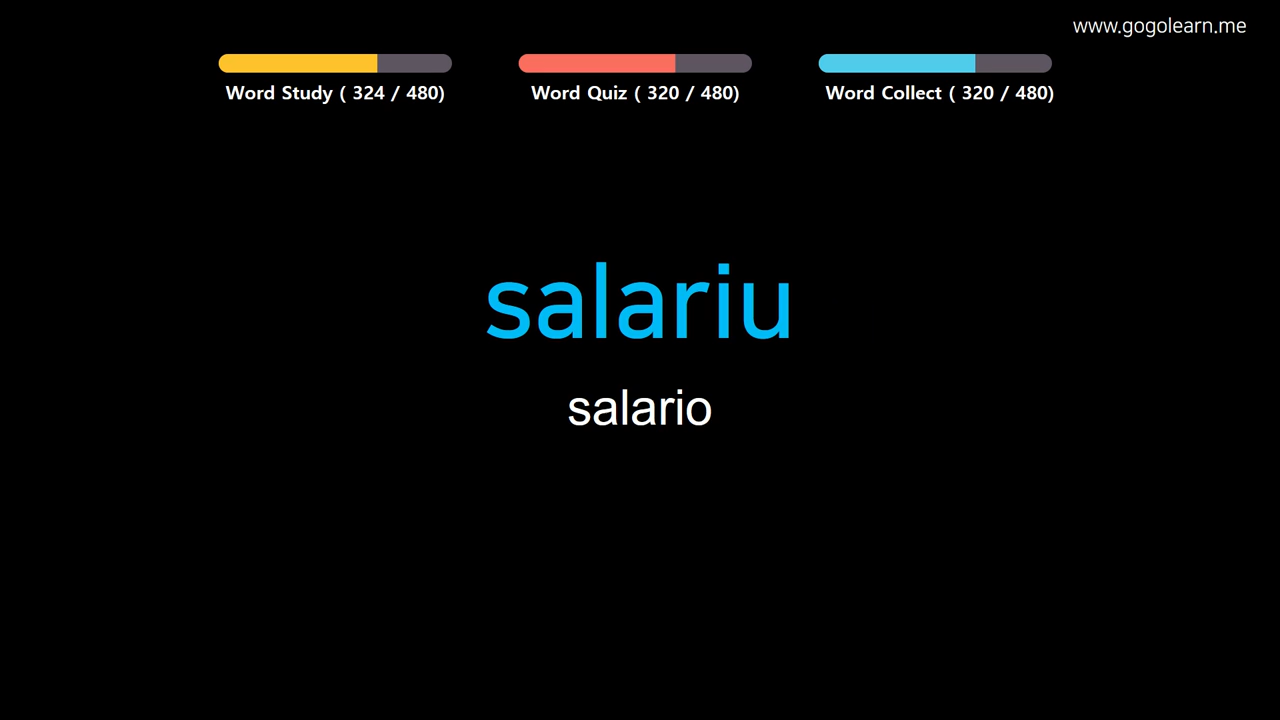 www.gogolearn.me
Word Study ( 324 / 480)
Word Quiz ( 320 / 480)
Word Collect ( 320 / 480)
salariu
salario